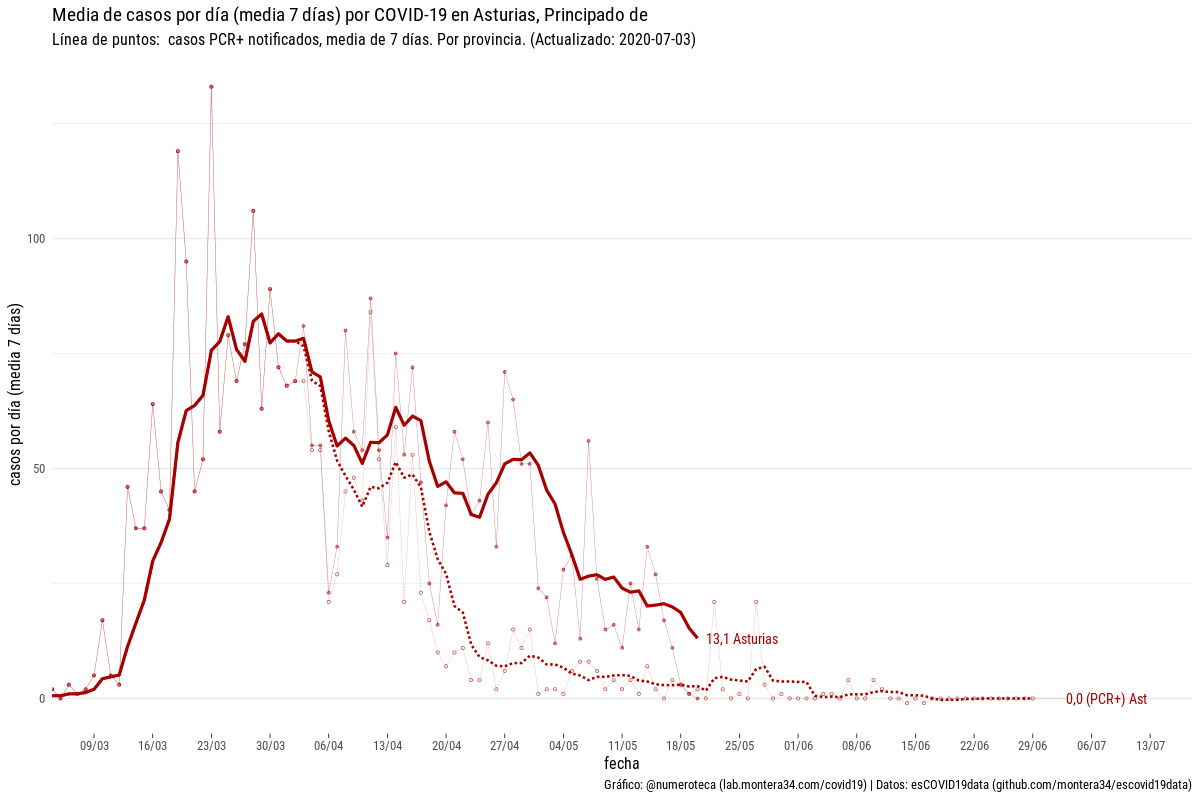 Media de casos por día (media 7 días) por COVID-19 en Asturias, Principado de
Línea de puntos:  casos PCR+ notificados, media de 7 días. Por provincia. (Actualizado: 2020-07-03)
casos por día (media 7 días)
100
50
0
13,1 Asturias
0,0 (PCR+) Ast
09/03 16/03 23/03 30/03 06/04 13/04 20/04 27/04 04/05 11/05 18/05 25/05 01/06 08/06 15/06 22/06 29/06 06/07 13/07
fecha
Gráfico: @numeroteca (lab.montera34.com/covid19) | Datos: esCOVID19data (github.com/montera34/escovid19data)